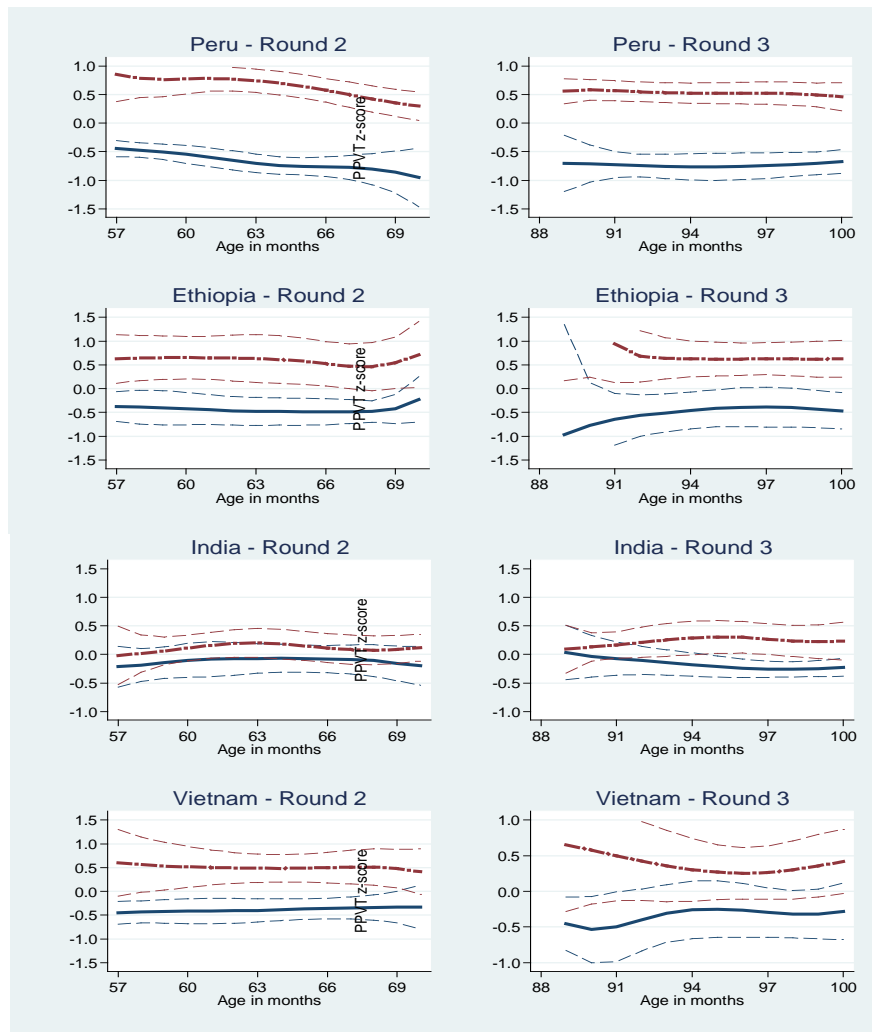 Peru - Round 2
1.0
0.5
0.0
-0.5
-1.0
-1.5
57 60 63 66 69
Age in months
PPVT z-score
Peru - Round 3
1.0
0.5
0.0
-0.5
-1.0
-1.5
88 91 94 97 100
Age in months
Ethiopia - Round 2
1.5
1.0
0.5
0.0
-0.5
-1.0
-1.5
57 60 63 66 69
Age in months
PPVT z-score
Ethiopia - Round 3
1.5
1.0
0.5
0.0
-0.5
-1.0
-1.5
88 91 94 97 100
Age in months
India - Round 2
1.5
1.0
0.5
0.0
-0.5
-1.0
57 60 63 66 69
Age in months
PPVT z-score
India - Round 3
1.5
1.0
0.5
0.0
-0.5
-1.0
88 91 94 97 100
Age in months
Vietnam - Round 2
1.5
1.0
0.5
0.0
-0.5
-1.0
-1.5
57 60 63 66 69
Age in months
PPVT z-score
Vietnam - Round 3
1.0
0.5
0.0
-0.5
-1.0
88 91 94 97 100
Age in months